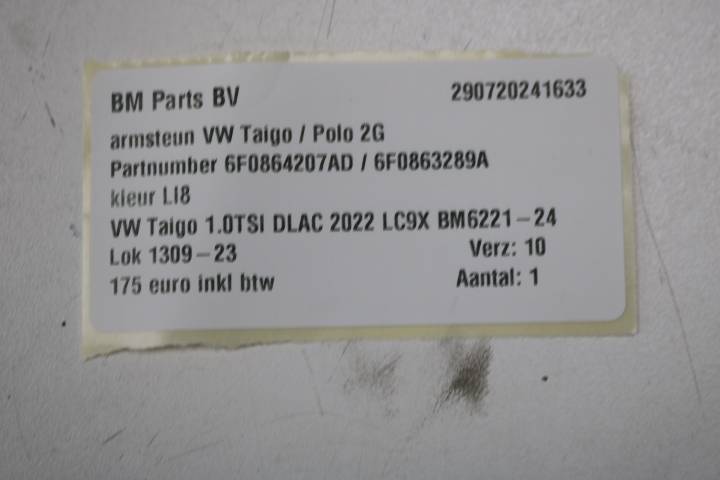 BM Parts BV 290720241633
armsteun VW Taigo / Polo 2G
Partnumber 6F0864207AD / 6F0863289A
kleur LI8
VW Taigo 1.0TSI DLAC 2022 LC9X BM6221-24
Lok 1309-23 Verz: 10
175 euro inkl btw Aantal: 1